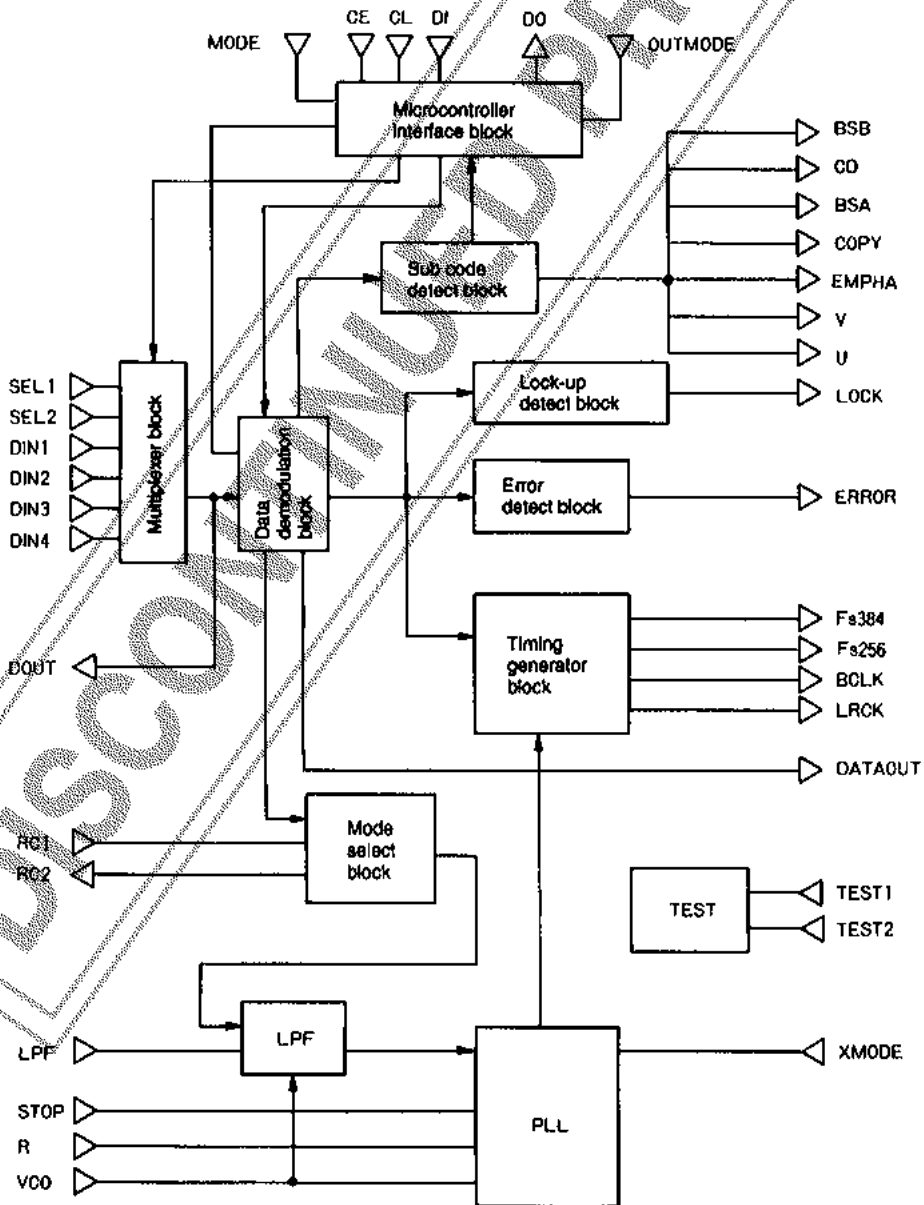 CE CL DI DO
MODE
OUTMODE
Microcontroller
interface block
BSB
CO
BSA
COPY
EMPHA
V
U
Sub code
detect block
Lock-up
detect block
LOCK
SEL1
SEL2
DIN1
DIN2
DIN3
DIN4
Multiplexer block
Data
demodulation
block
Error
detect block
ERROR
Timing
generator
block
Fs384
Fs256
BCLK
LRCK
DOUT
DATAOUT
RC1
RC2
Mode
select
block
TEST
TEST1
TEST2
LPF
LPF
XMODE
STOP
R
VCO
PLL
DISCONTINUED PR